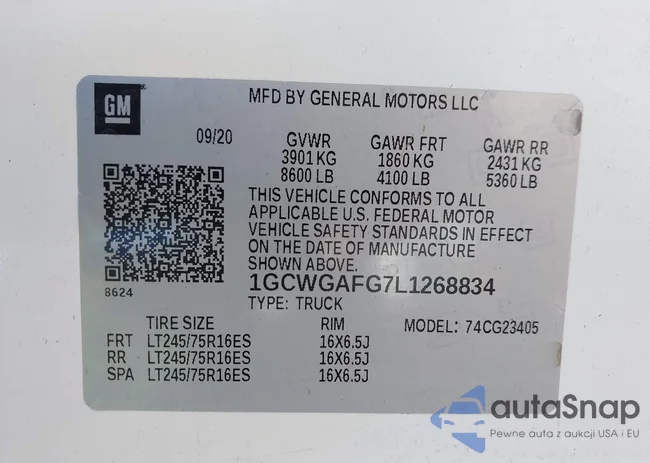 GM
MFD BY GENERAL MOTORS LLC
09/20
GVWR GAWR FRT GAWR RR
3901 KG 1860 KG 2431 KG
8600 LB 4100 LB 5360 LB
THIS VEHICLE CONFORMS TO ALL
APPLICABLE U.S. FEDERAL MOTOR
VEHICLE SAFETY STANDARDS IN EFFECT
ON THE DATE OF MANUFACTURE
SHOWN ABOVE.
8624
1GCWGAFG7L1268834
TYPE: TRUCK
TIRE SIZE RIM MODEL: 74CG23405
FRT LT245/75R16ES 16X6.5J
RR LT245/75R16ES 16X6.5J
SPA LT245/75R16ES 16X6.5J
autaSnap
Pewne auta z aukcji USA i EU